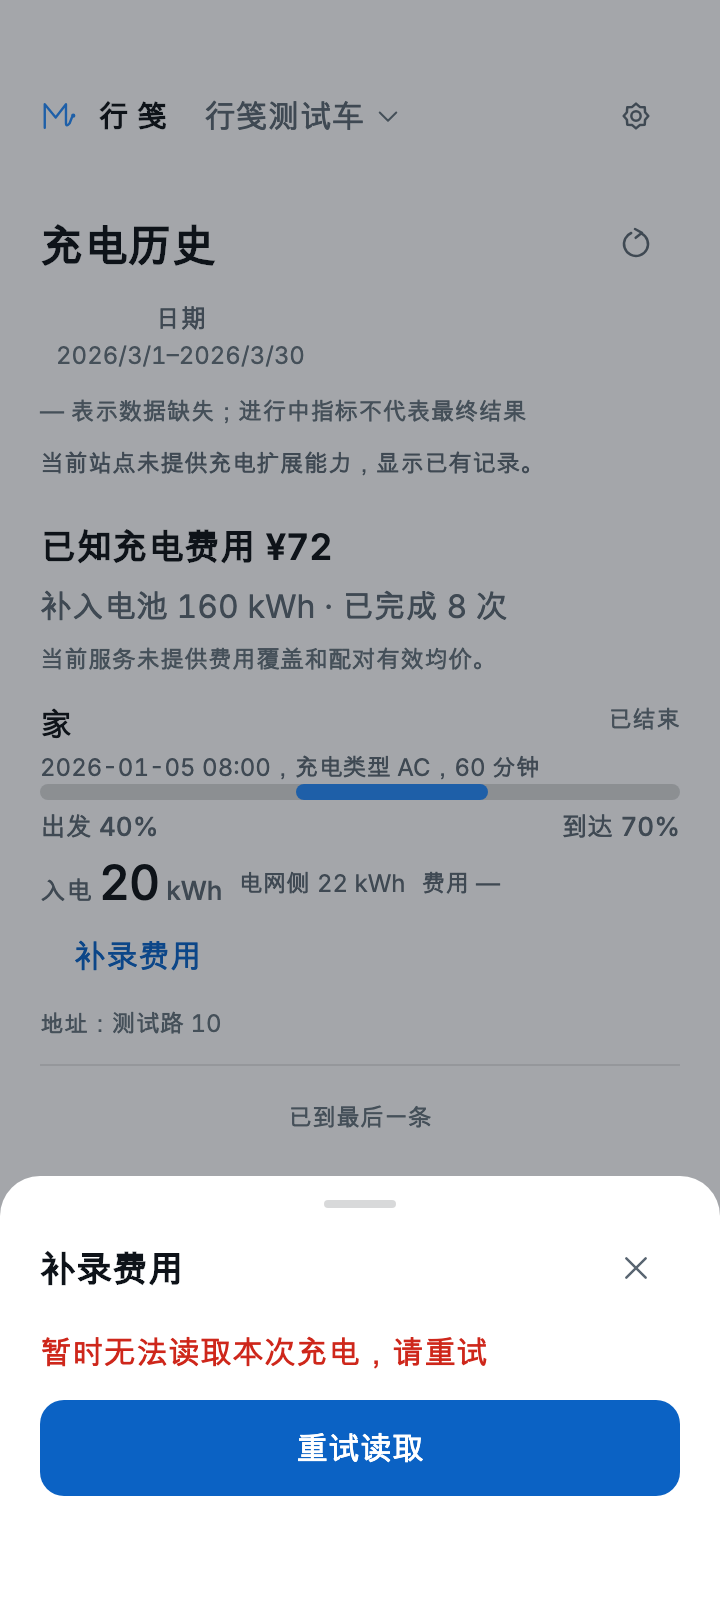 行笺 行笺测试车
充电历史
日期
2026/3/1–2026/3/30
— 表示数据缺失；进行中指标不代表最终结果
当前站点未提供充电扩展能力，显示已有记录。
已知充电费用 ¥72
补入电池 160 kWh · 已完成 8 次
当前服务未提供费用覆盖和配对有效均价。
家 已结束
2026-01-05 08:00，充电类型 AC，60 分钟
出发 40% 到达 70%
入电 20 kWh 电网侧 22 kWh 费用 —
补录费用
地址：测试路 10
已到最后一条
补录费用
暂时无法读取本次充电，请重试
重试读取